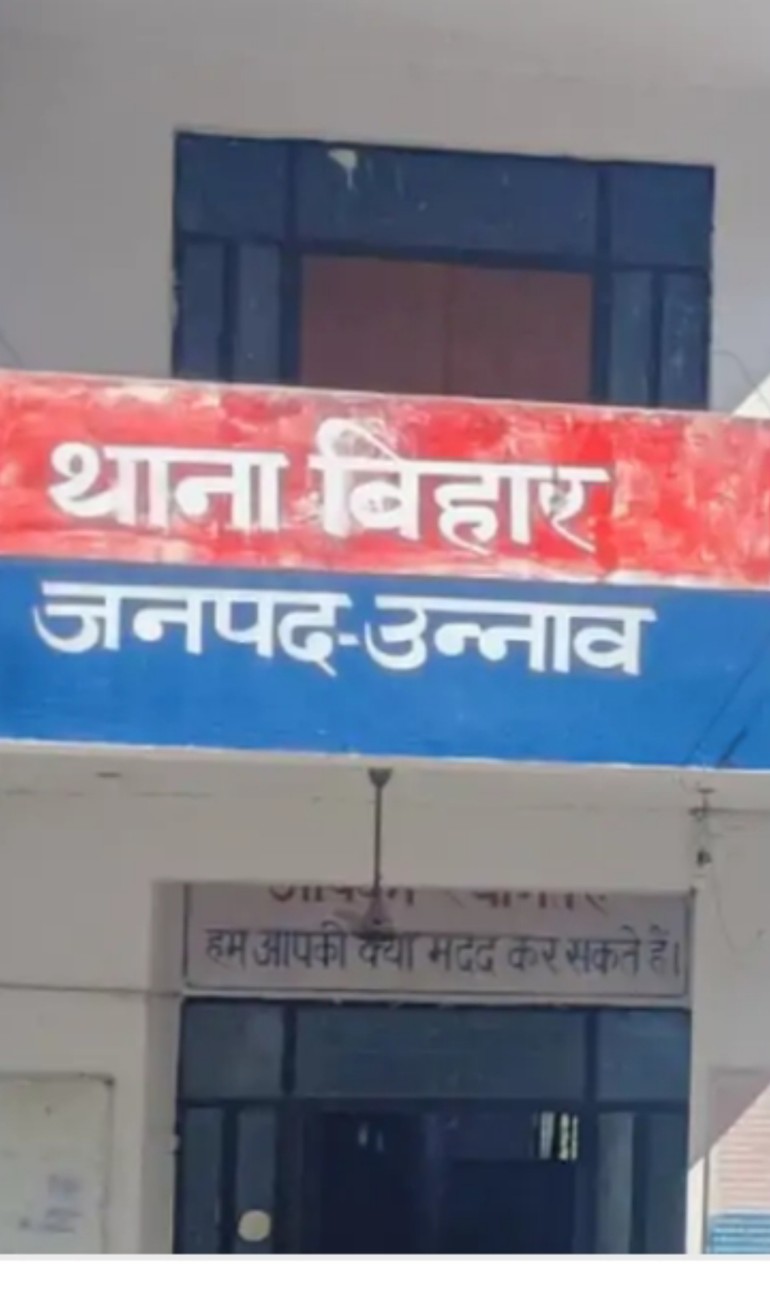 थाना बिहार
जनपद-उन्नाव
हम आपकी क्या मदद कर सकते हैं।